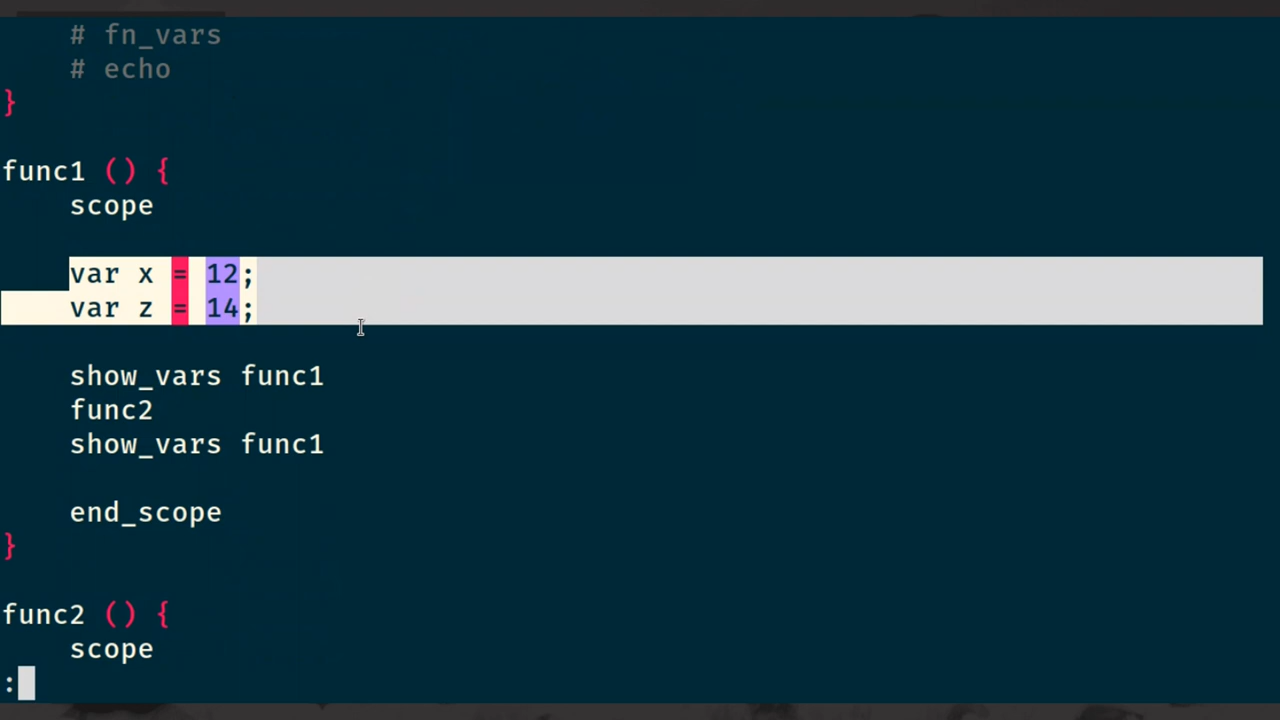 # fn_vars
# echo
}
func1 () {
scope
var x = 12;
var z = 14;
show_vars func1
func2
show_vars func1
end_scope
}
func2 () {
scope
: